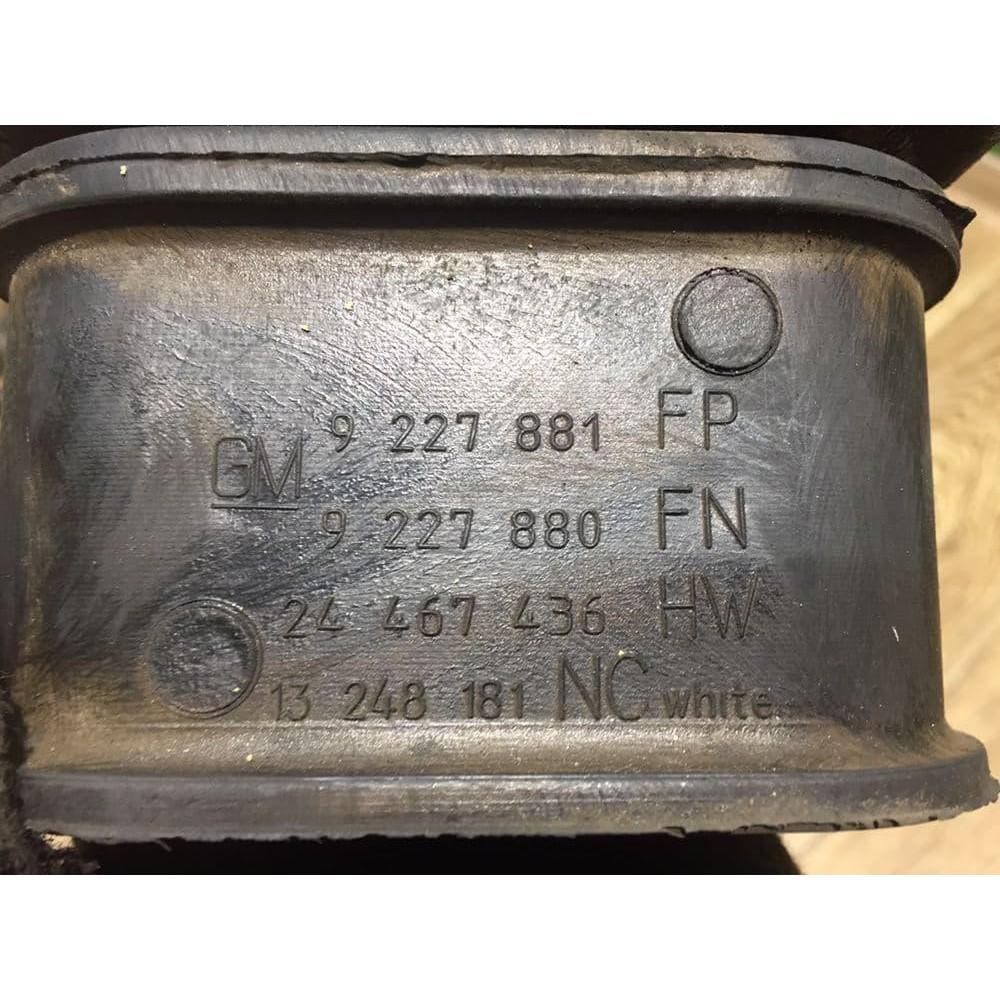 GM
9 227 881 FP
9 227 880 FN
24 467 436 HW
13 248 181 NC white